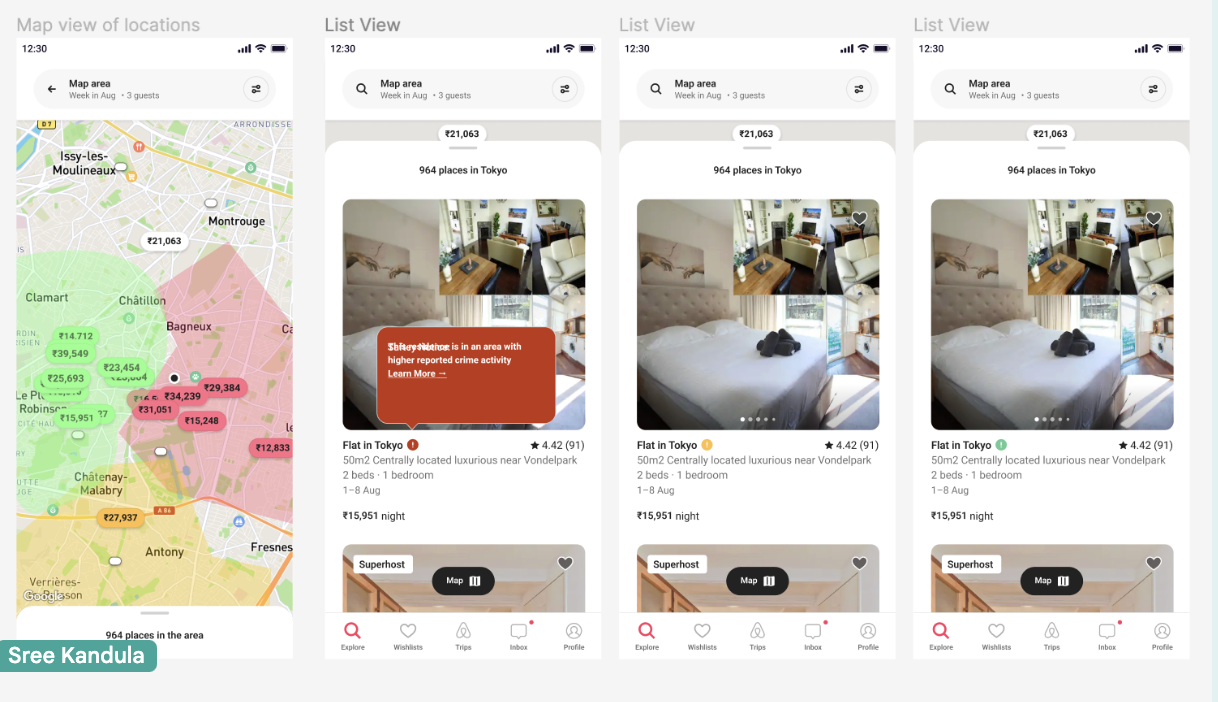 Map view of locations
12:30
Map area
Week in Aug • 3 guests
D 7
ARRONDISSE
Issy-les-
Moulineaux
Montrouge
₹21,063
Clamart
Châtillon
Bagneux
₹14.712
₹39,549
₹23,454
₹25,693
₹29,384
₹34,239
₹31,051
Robinson
₹15,951
₹15,248
₹12,833
Châtenay-
Malabry
A 86
₹27,937
Antony
Fresnes
Verrières-
Google
964 places in the area
Sree Kandula
List View
12:30
Map area
Week in Aug • 3 guests
₹21,063
964 places in Tokyo
This residence is in an area with
higher reported crime activity
Learn More →
Flat in Tokyo
4.42 (91)
50m2 Centrally located luxurious near Vondelpark
2 beds · 1 bedroom
1–8 Aug
₹15,951 night
Superhost
Map
Explore
Wishlists
Trips
Inbox
Profile
List View
12:30
Map area
Week in Aug • 3 guests
₹21,063
964 places in Tokyo
Flat in Tokyo
4.42 (91)
50m2 Centrally located luxurious near Vondelpark
2 beds · 1 bedroom
1–8 Aug
₹15,951 night
Superhost
Map
Explore
Wishlists
Trips
Inbox
Profile
List View
12:30
Map area
Week in Aug • 3 guests
₹21,063
964 places in Tokyo
Flat in Tokyo
4.42 (91)
50m2 Centrally located luxurious near Vondelpark
2 beds · 1 bedroom
1–8 Aug
₹15,951 night
Superhost
Map
Explore
Wishlists
Trips
Inbox
Profile